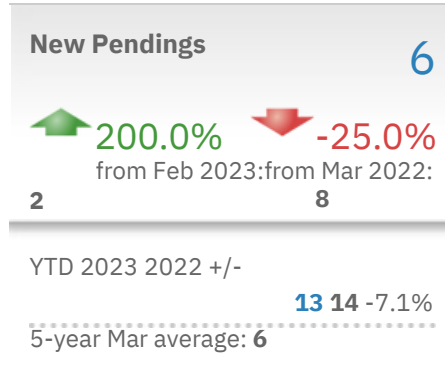 New Pendings
6
200.0% -25.0%
from Feb 2023:from Mar 2022:
2 8
YTD 2023 2022 +/-
13 14 -7.1%
5-year Mar average: 6